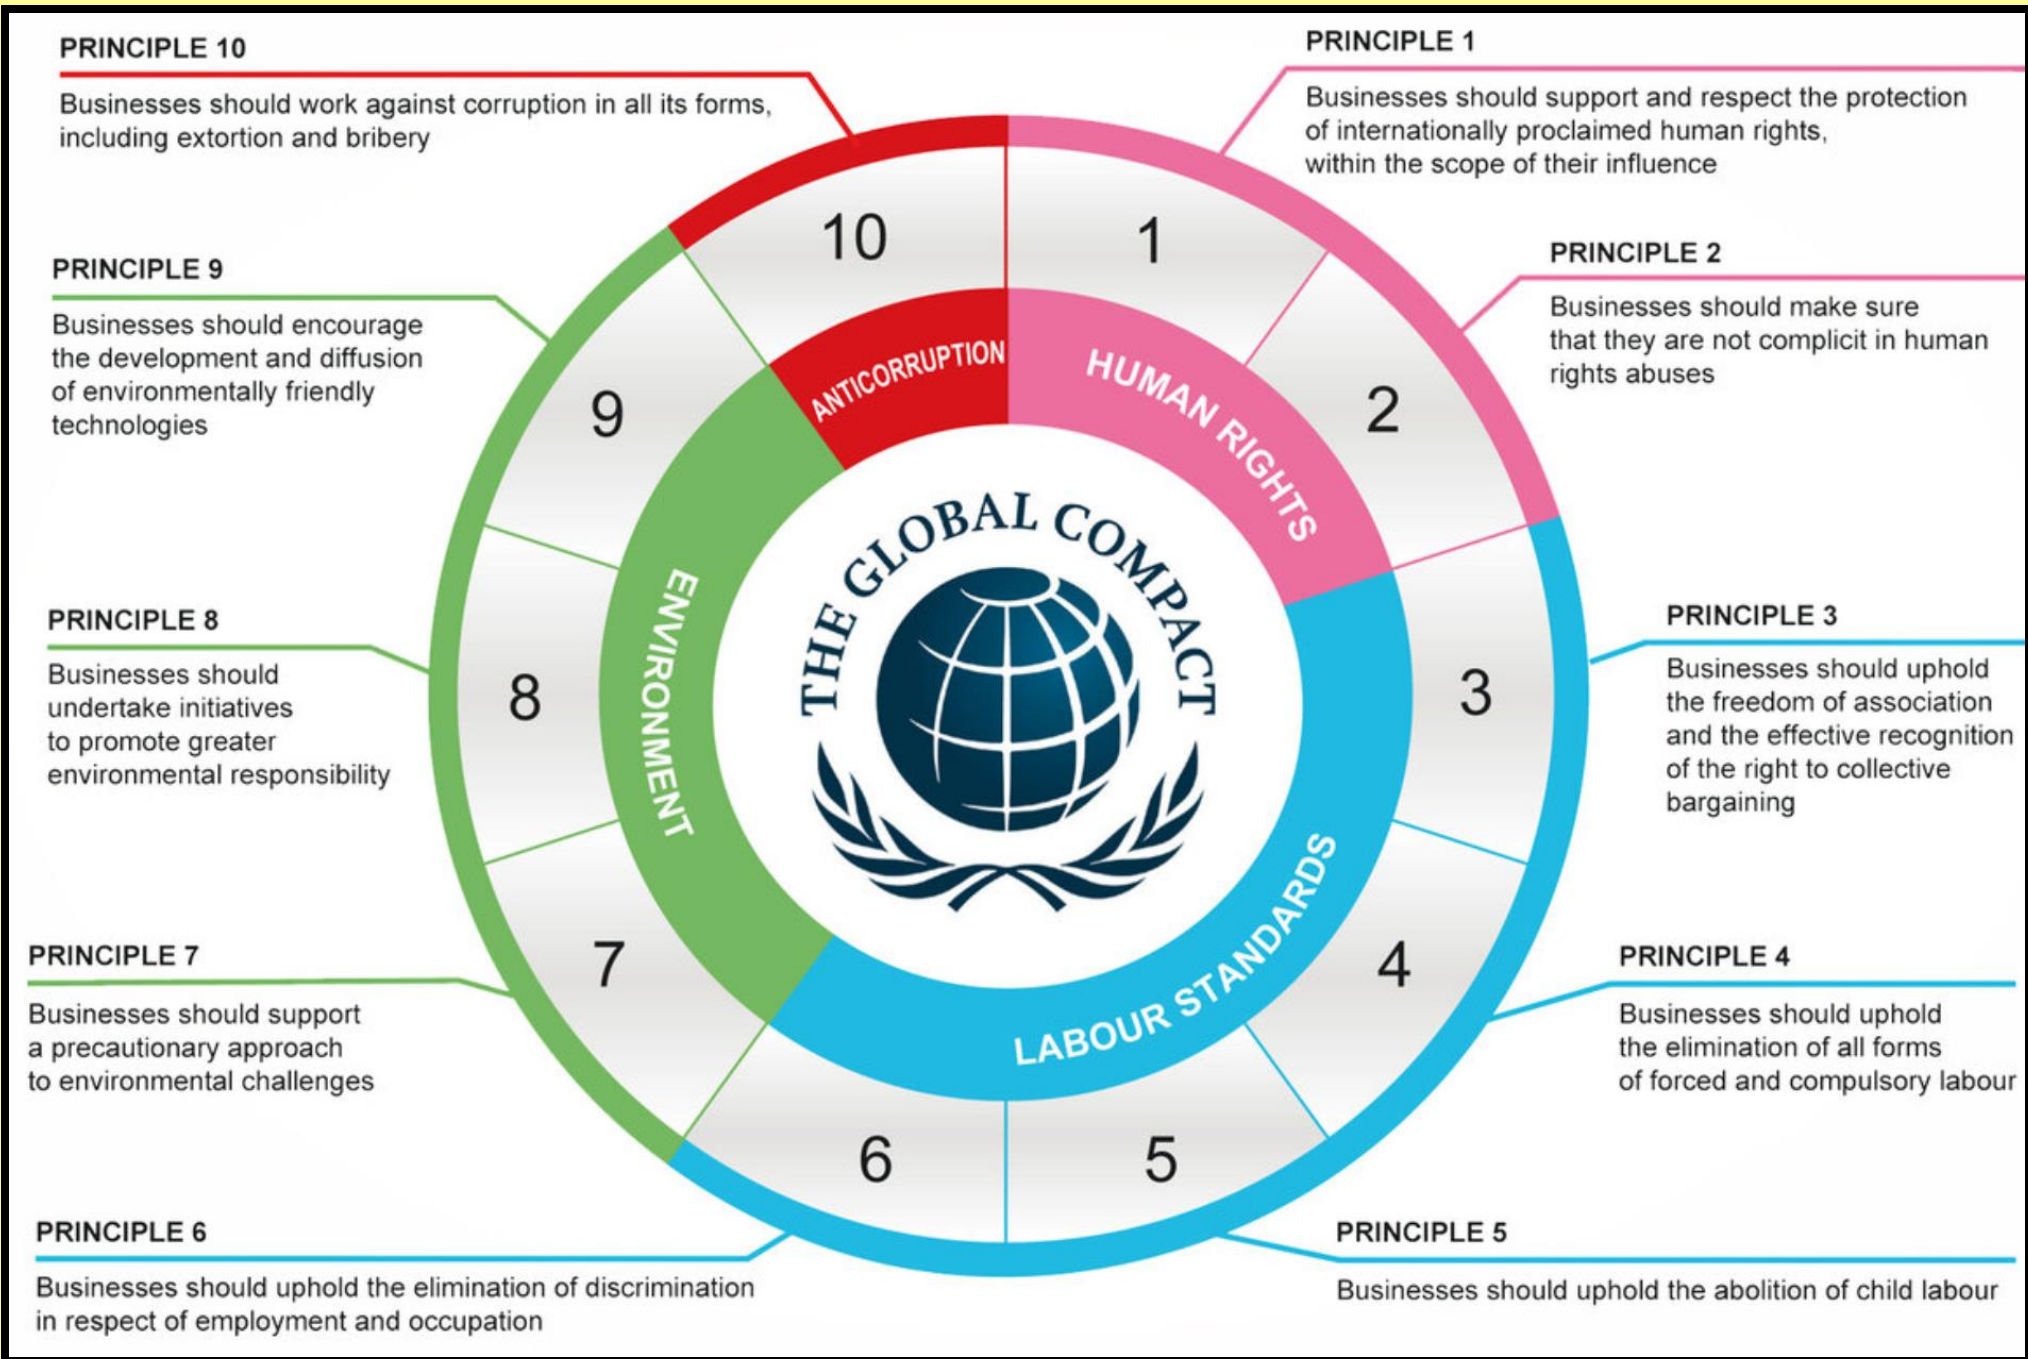 PRINCIPLE 10
Businesses should work against corruption in all its forms,
including extortion and bribery
PRINCIPLE 1
Businesses should support and respect the protection
of internationally proclaimed human rights,
within the scope of their influence
PRINCIPLE 9
Businesses should encourage
the development and diffusion
of environmentally friendly
technologies
PRINCIPLE 2
Businesses should make sure
that they are not complicit in human
rights abuses
PRINCIPLE 8
Businesses should
undertake initiatives
to promote greater
environmental responsibility
PRINCIPLE 3
Businesses should uphold
the freedom of association
and the effective recognition
of the right to collective
bargaining
PRINCIPLE 7
Businesses should support
a precautionary approach
to environmental challenges
PRINCIPLE 4
Businesses should uphold
the elimination of all forms
of forced and compulsory labour
PRINCIPLE 6
Businesses should uphold the elimination of discrimination
in respect of employment and occupation
PRINCIPLE 5
Businesses should uphold the abolition of child labour
10
1
2
3
4
5
6
7
8
9
ANTICORRUPTION
HUMAN RIGHTS
LABOUR STANDARDS
ENVIRONMENT
THE GLOBAL COMPACT